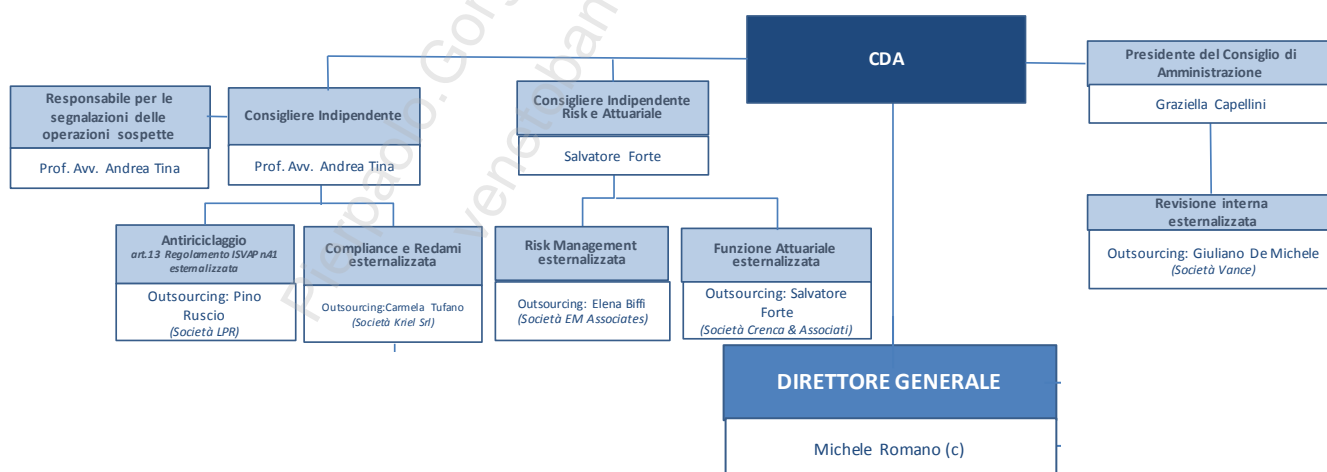 CDA
Presidente del Consiglio di
Amministrazione
Graziella Capellini
Responsabile per le
segnalazioni delle
operazioni sospette
Prof. Avv. Andrea Tina
Consigliere Indipendente
Prof. Avv. Andrea Tina
Consigliere Indipendente
Risk e Attuariale
Salvatore Forte
Antiriciclaggio
art.13 Regolamento ISVAP n41
esternalizzata
Outsourcing: Pino
Ruscio
(Società LPR)
Compliance e Redami
esternalizzata
Outsourcing:Carmela Tufano
(Società Kriel Srl)
Risk Management
esternalizzata
Outsourcing: Elena Biffi
(Società EM Associates)
Funzione Attuariale
esternalizzata
Outsourcing: Salvatore
Forte
(Società Crenca & Associati)
Revisione interna
esternalizzata
Outsourcing: Giuliano De Michele
(Società Vance)
DIRETTORE GENERALE
Michele Romano (c)
Pierpaolo.Gor
venetoban